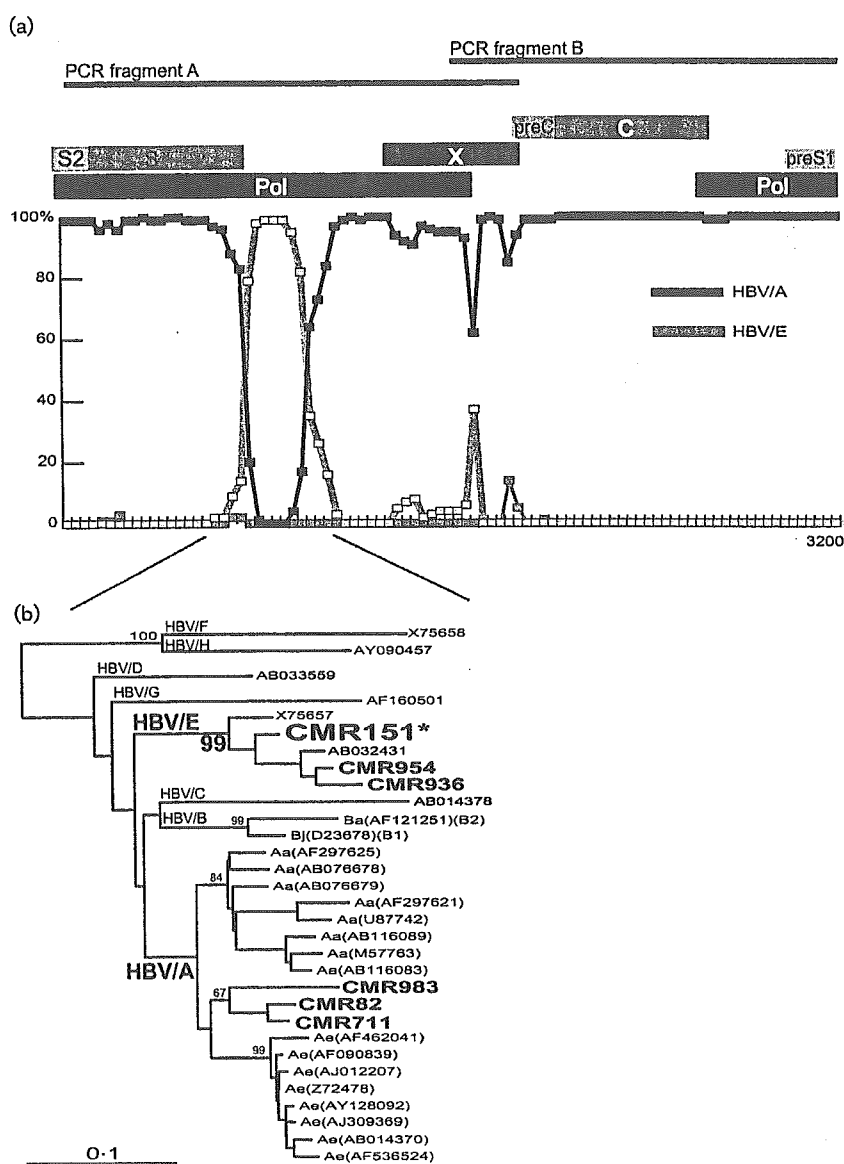 (a)
PCR fragment B
PCR fragment A
preC C
S2 S X
preS1
Pol Pol
100%
80
HBV/A
HBV/E
60
40
20
0
3200
(b)
HBV/F
100 X75658
HBV/H
AY090457
HBV/D
AB033559
HBV/G
AF160501
HBV/E X75657
99 CMR151*
AB032431
CMR954
CMR936
HBV/C
AB014378
HBV/B 99 Ba(AF121251)(B2)
Bj(D23678)(B1)
Aa(AF297625)
Aa(AB076678)
84 Aa(AB076679)
Aa(AF297621)
Aa(U87742)
Aa(AB116089)
Aa(M57763)
HBV/A Aa(AB116083)
67 CMR983
CMR82
CMR711
Ae(AF462041)
99 Ae(AF090839)
Ae(AJ012207)
Ae(Z72478)
Ae(AY128092)
Ae(AJ309369)
Ae(AB014370)
0·1
Ae(AF536524)